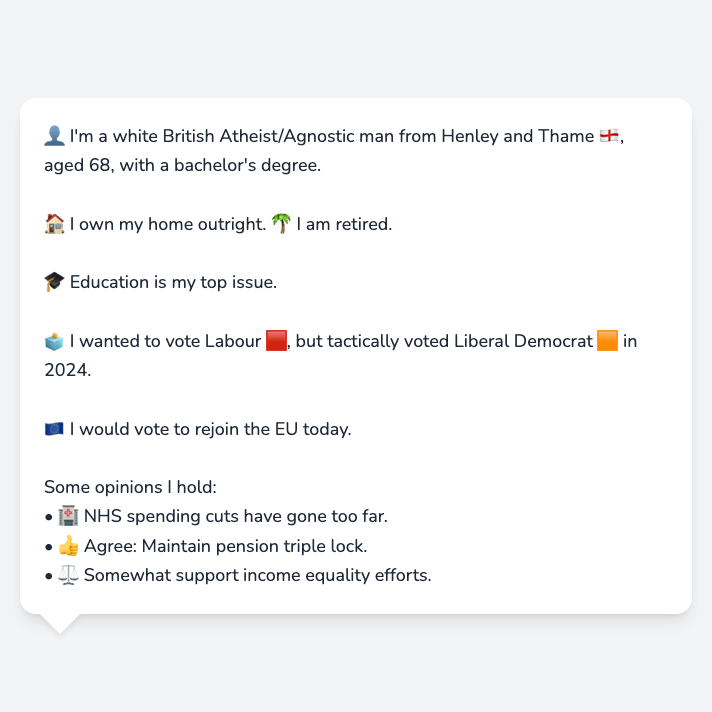 👤 I'm a white British Atheist/Agnostic man from Henley and Thame 🏴󠁧󠁢󠁥󠁮󠁧󠁿,
aged 68, with a bachelor's degree.
🏠 I own my home outright. 🌴 I am retired.
🎓 Education is my top issue.
🗳️ I wanted to vote Labour 🟥, but tactically voted Liberal Democrat 🟧 in
2024.
🇪🇺 I would vote to rejoin the EU today.
Some opinions I hold:
• 🏥 NHS spending cuts have gone too far.
• 👍 Agree: Maintain pension triple lock.
• ⚖️ Somewhat support income equality efforts.